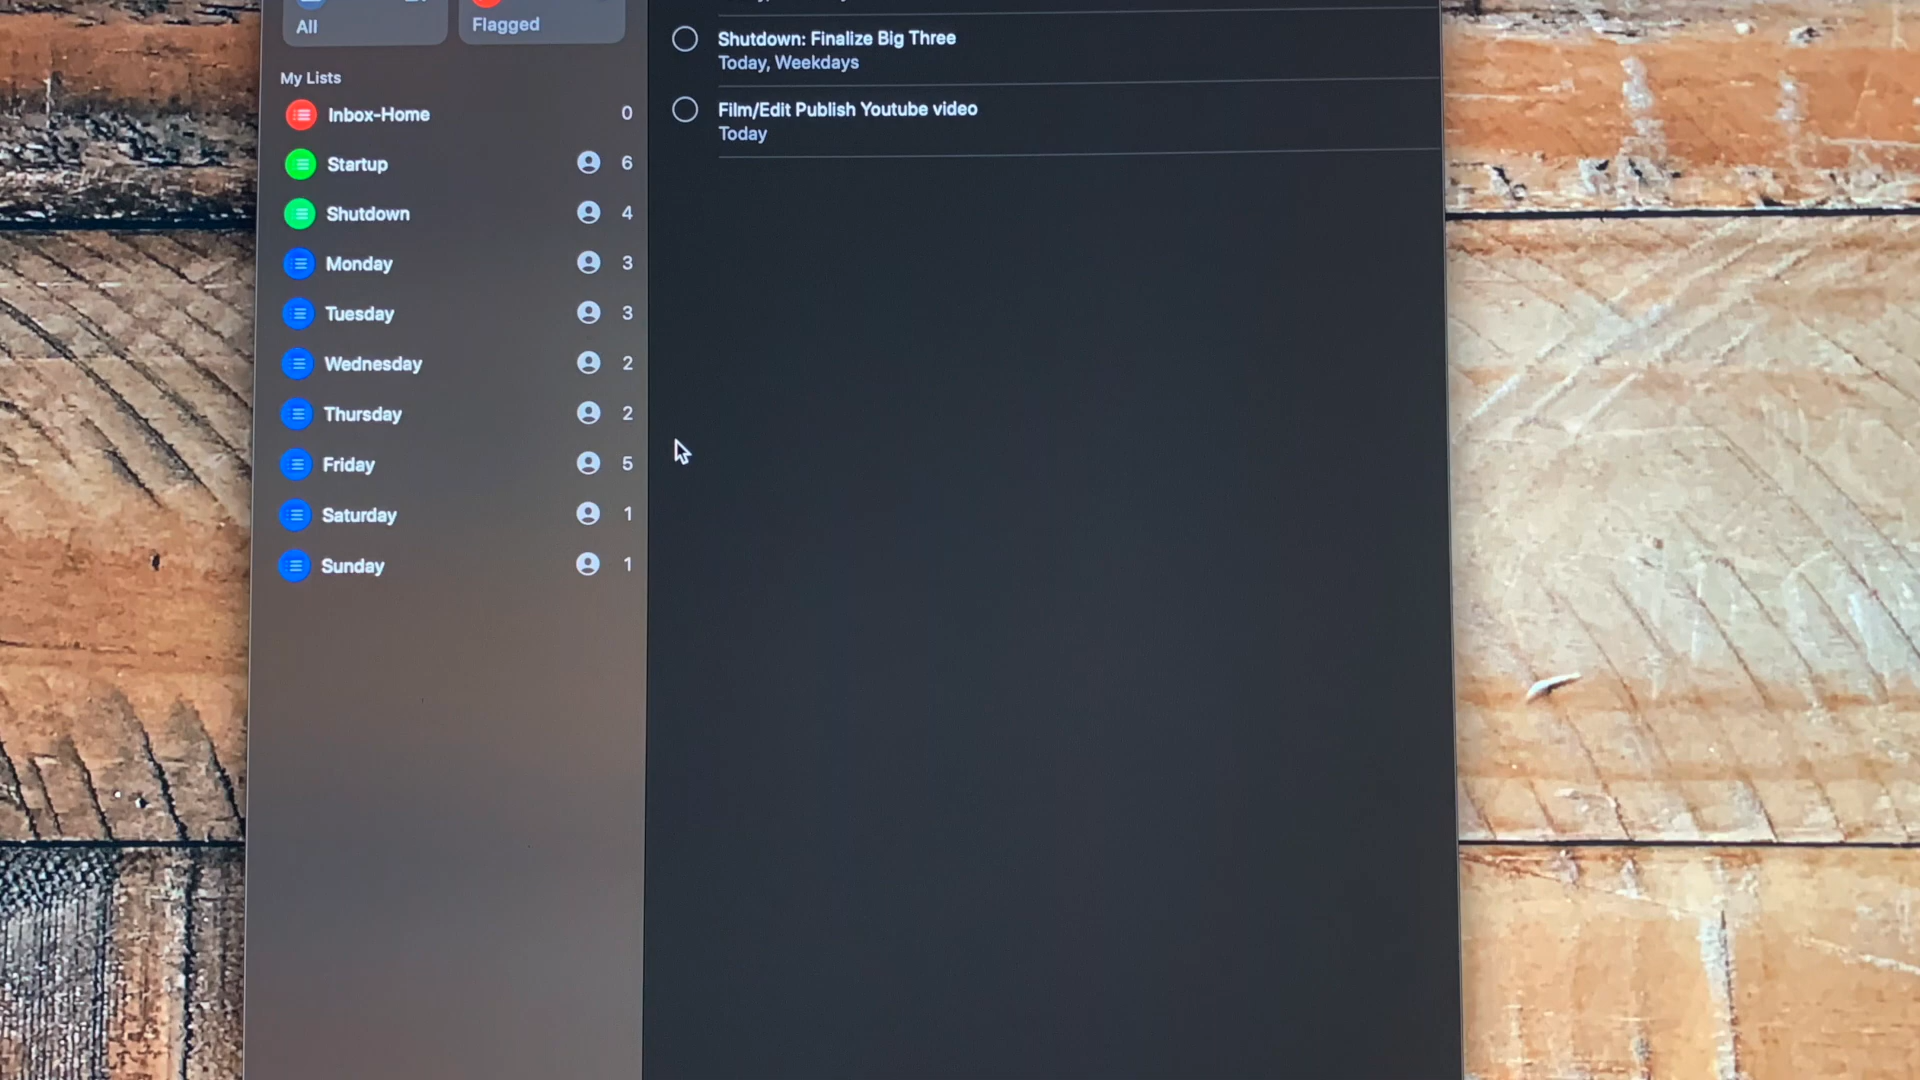 All
Flagged
My Lists
Inbox-Home 0
Startup 6
Shutdown 4
Monday 3
Tuesday 3
Wednesday 2
Thursday 2
Friday 5
Saturday 1
Sunday 1
Shutdown: Finalize Big Three
Today, Weekdays
Film/Edit Publish Youtube video
Today